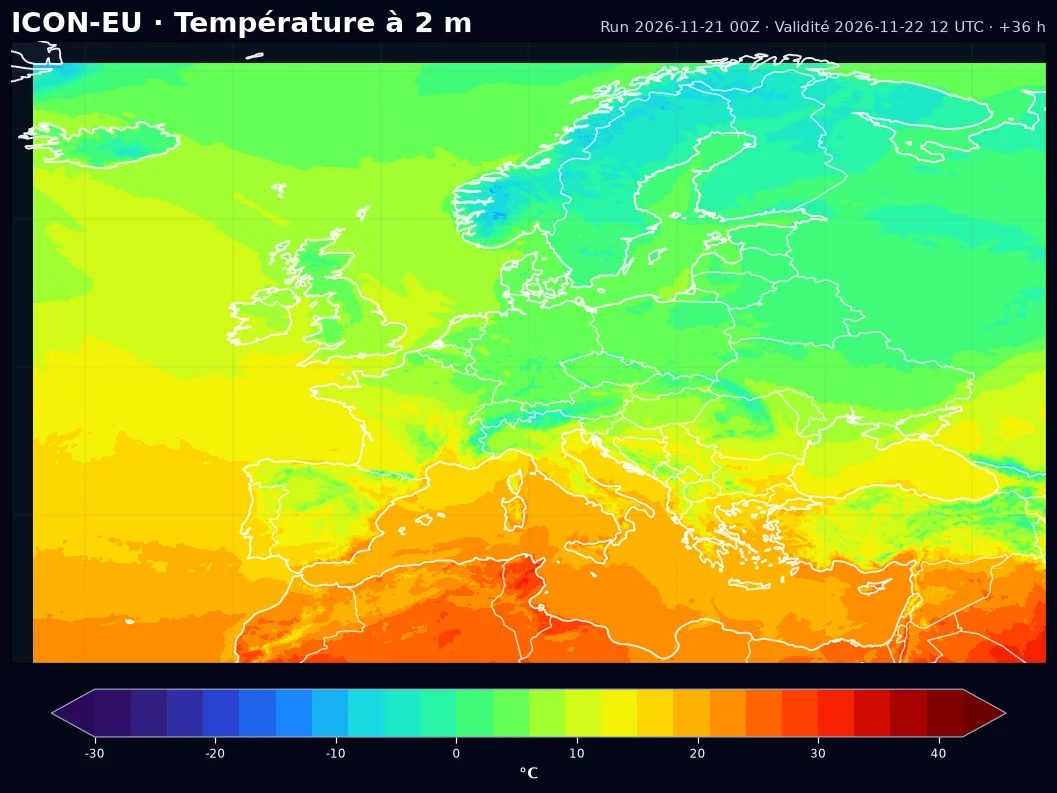 ICON-EU · Température à 2 m
Run 2026-11-21 00Z · Validité 2026-11-22 12 UTC · +36 h
-30 -20 -10 0 10 20 30 40
°C